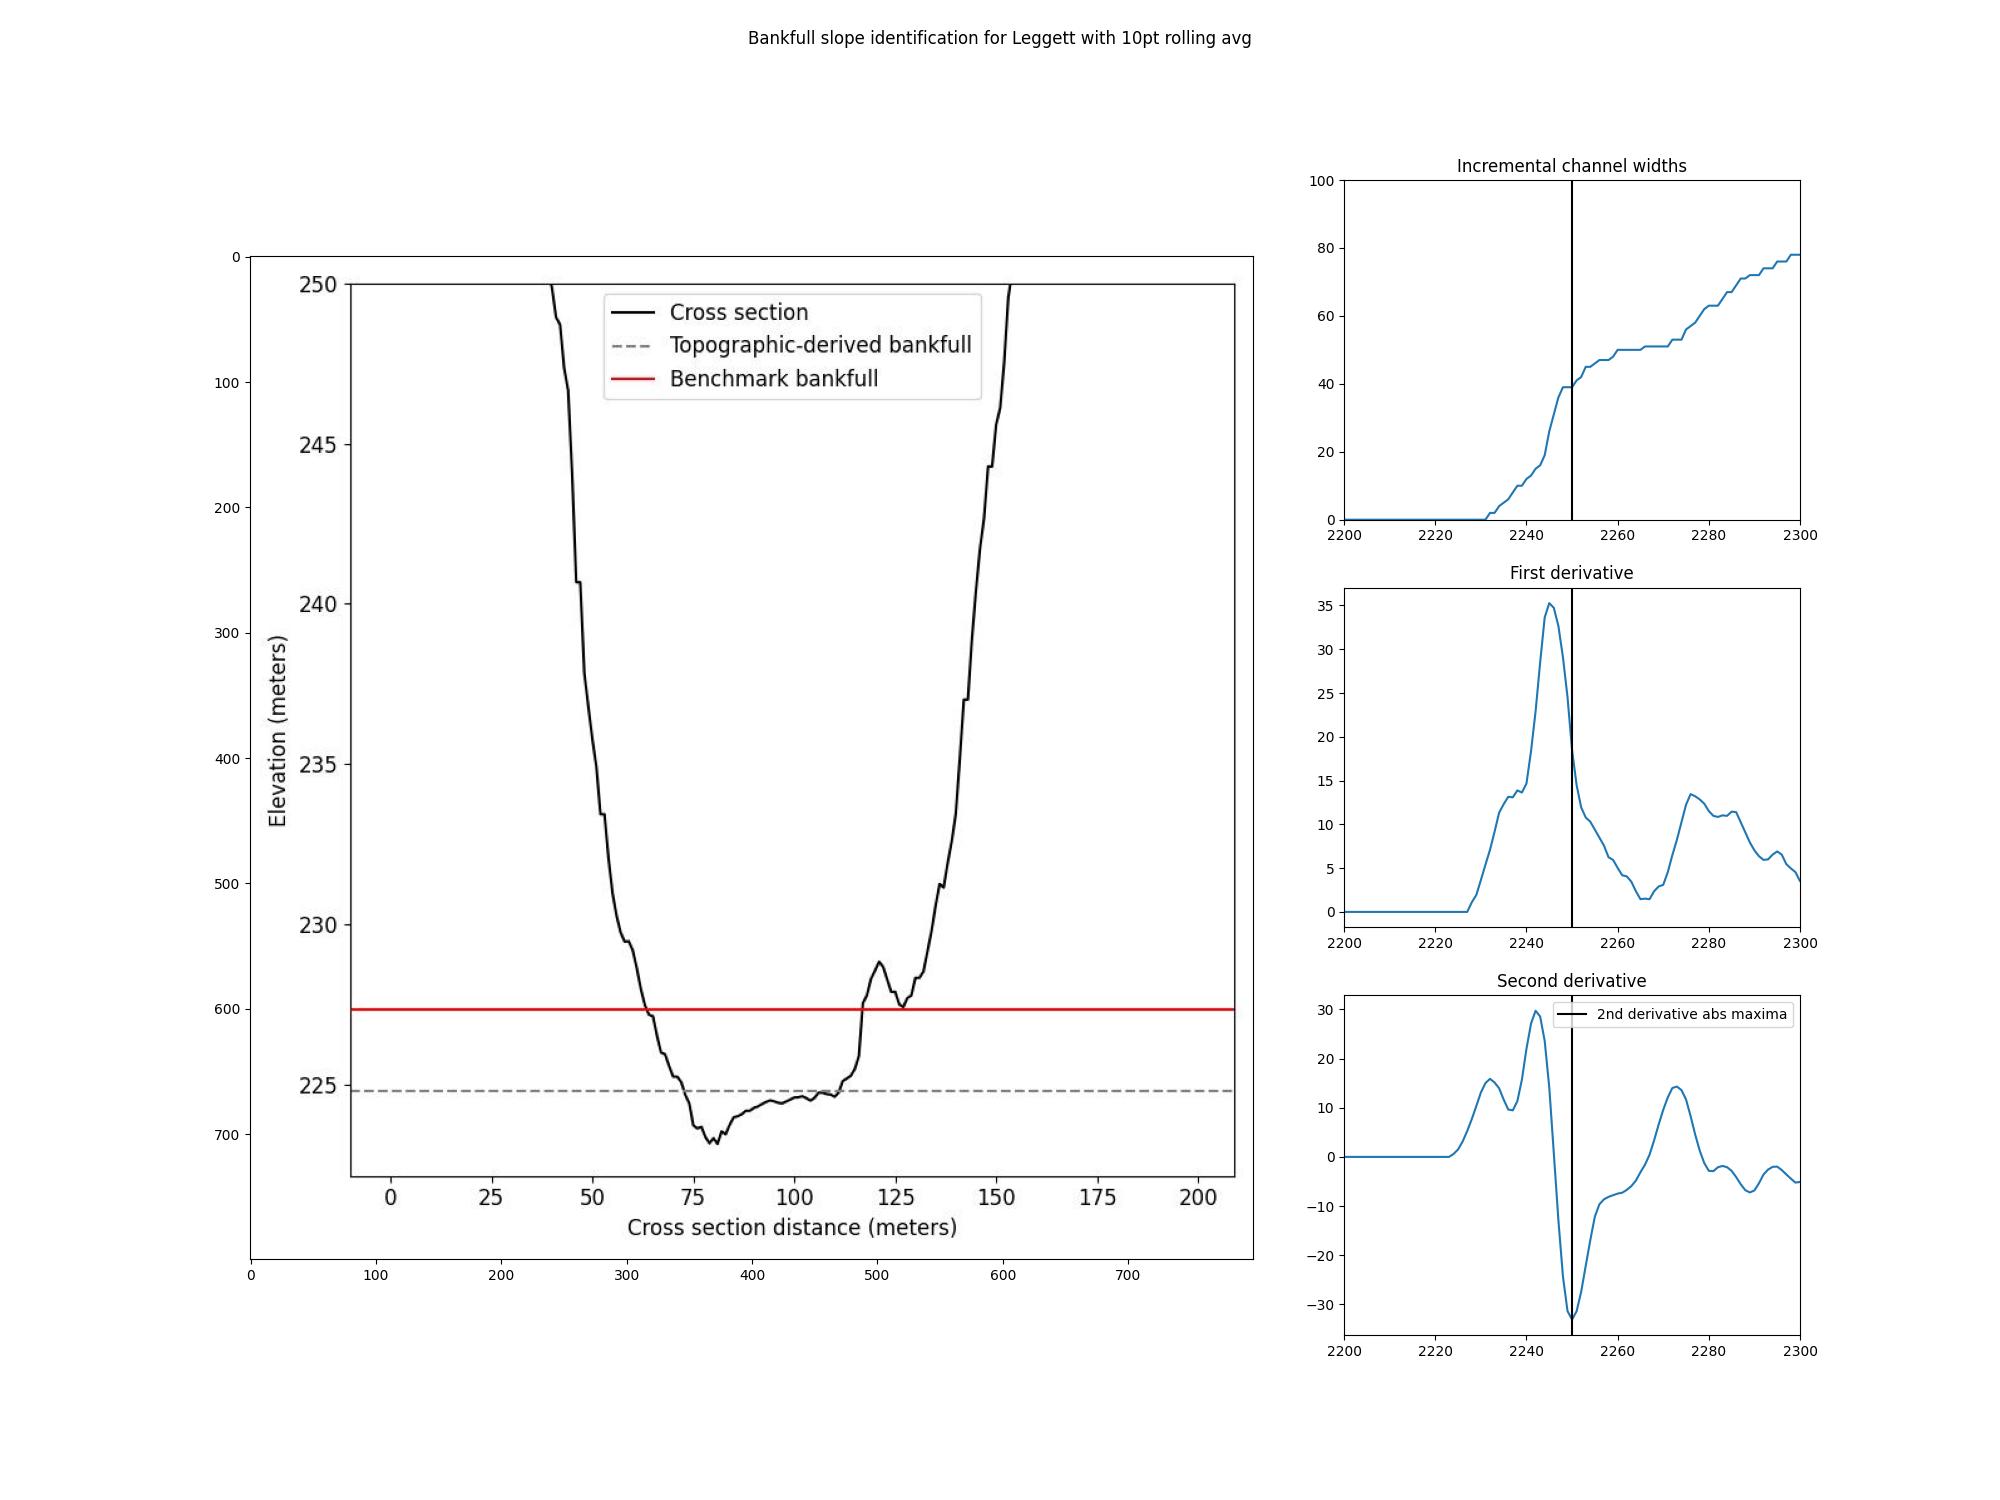 Bankfull slope identification for Leggett with 10pt rolling avg
0
100
200
300
400
500
600
700
250
245
240
235
230
225
Elevation (meters)
Cross section
Topographic-derived bankfull
Benchmark bankfull
0 25 50 75 100 125 150 175 200
Cross section distance (meters)
0 100 200 300 400 500 600 700
Incremental channel widths
100
80
60
40
20
0
2200 2220 2240 2260 2280 2300
First derivative
35
30
25
20
15
10
5
0
2200 2220 2240 2260 2280 2300
Second derivative
2nd derivative abs maxima
30
20
10
0
−10
−20
−30
2200 2220 2240 2260 2280 2300